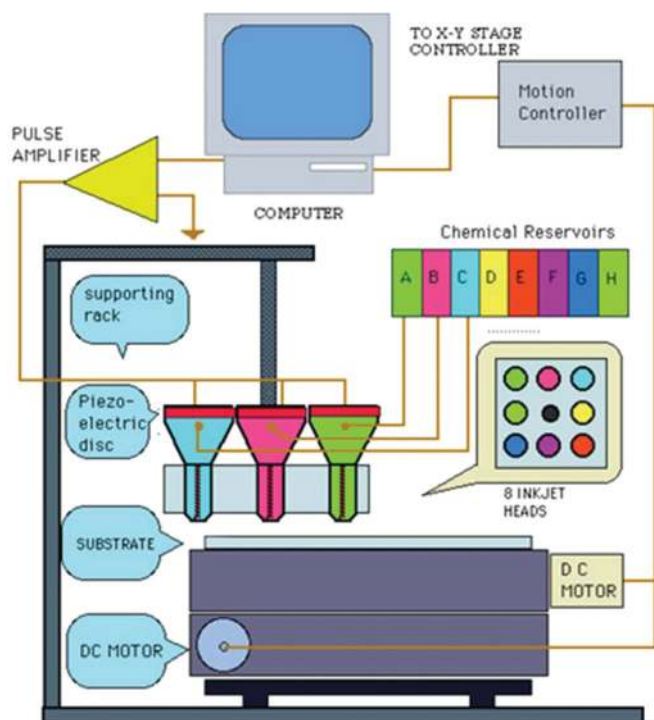 TO X-Y STAGE
CONTROLLER
Motion
Controller
PULSE
AMPLIFIER
COMPUTER
Chemical Reservoirs
A B C D E F G H
supporting
rack
Piezo-
electric
disc
8 INKJET
HEADS
SUBSTRATE
D C
MOTOR
DC MOTOR